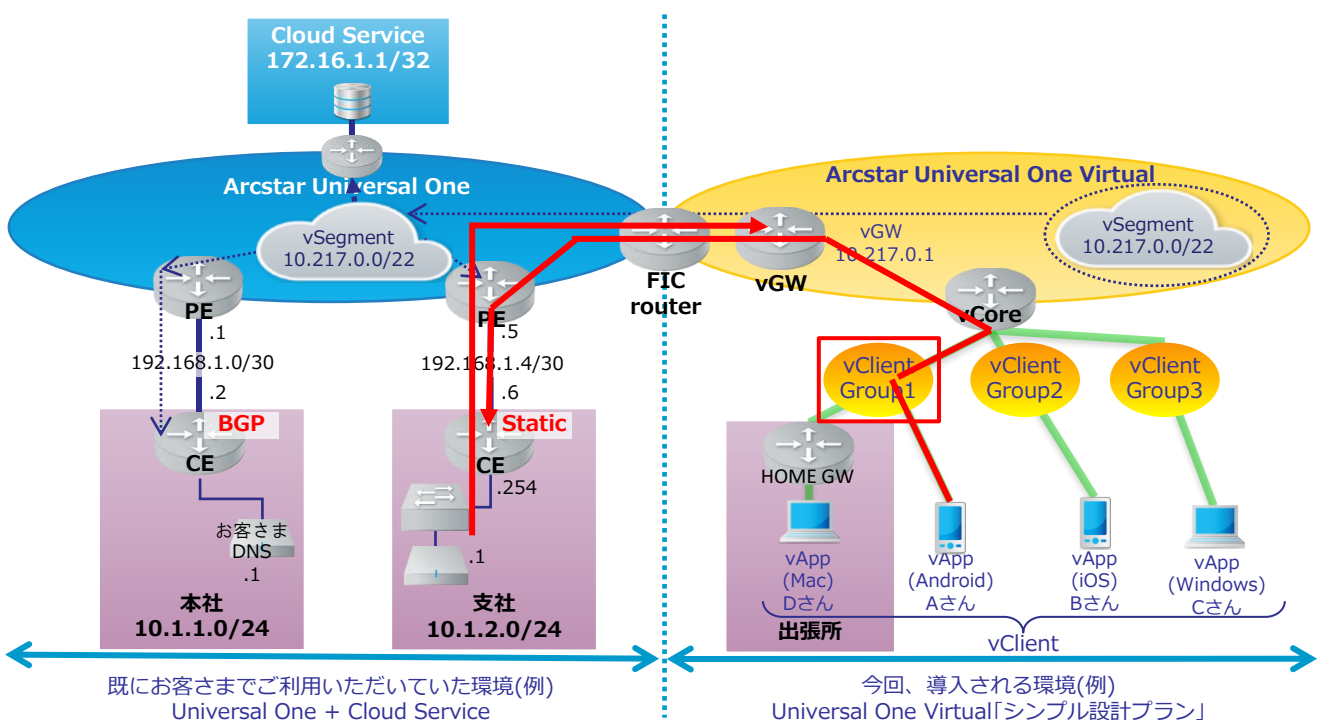 Cloud Service
172.16.1.1/32
Arcstar Universal One
vSegment
10.217.0.0/22
PE
.1
192.168.1.0/30
.2
BGP
CE
お客さま
DNS
.1
本社
10.1.1.0/24
PE
.5
192.168.1.4/30
.6
Static
CE
.254
.1
支社
10.1.2.0/24
FIC
router
Arcstar Universal One Virtual
vGW
10.217.0.1
vGW
vSegment
10.217.0.0/22
vCore
vClient
Group1
vClient
Group2
vClient
Group3
HOME GW
vApp
(Mac)
Dさん
vApp
(Android)
Aさん
vApp
(iOS)
Bさん
vApp
(Windows)
Cさん
出張所
vClient
既にお客さまでご利用いただいていた環境(例)
Universal One + Cloud Service
今回、導入される環境(例)
Universal One Virtual「シンプル設計プラン」